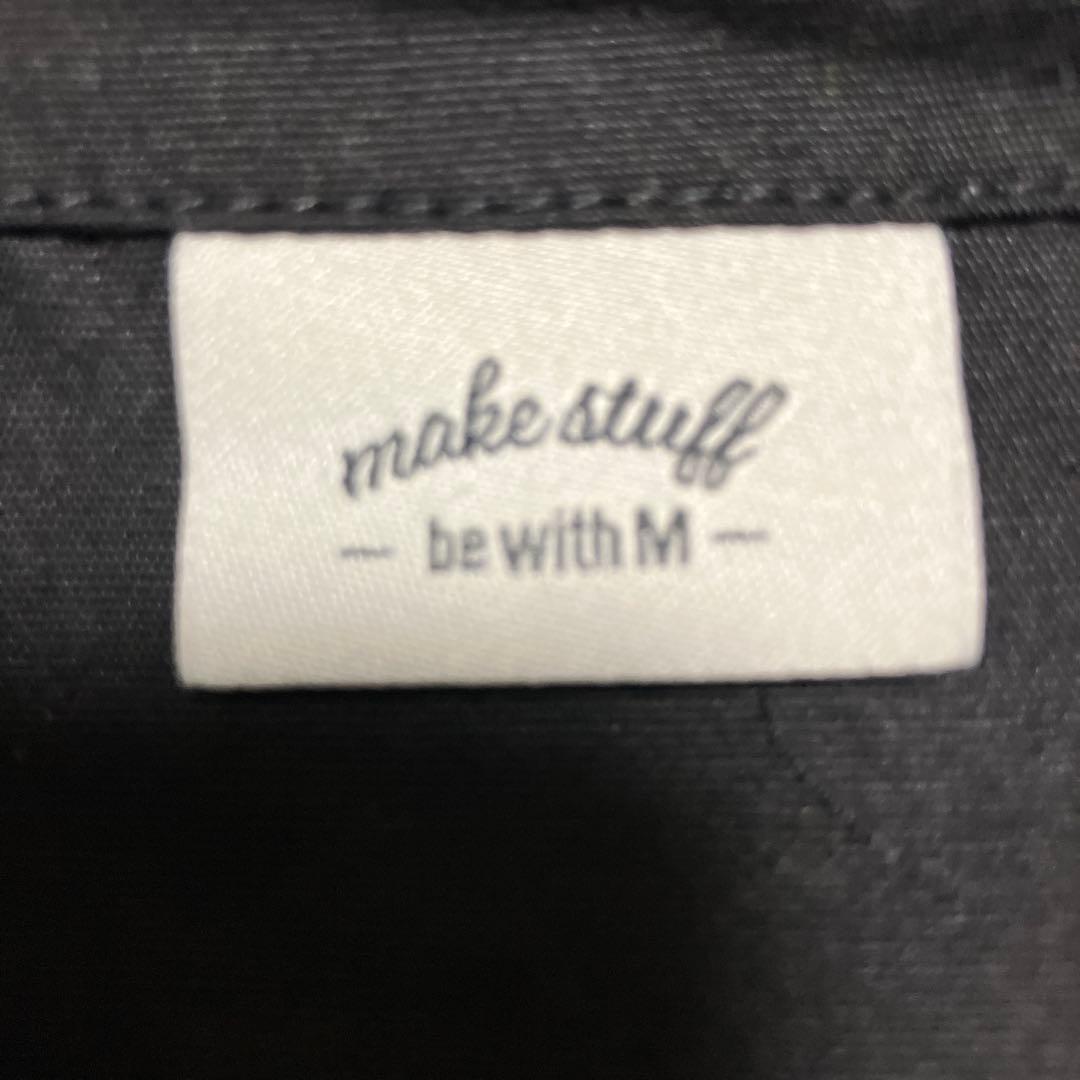 make stuff
— be with M —